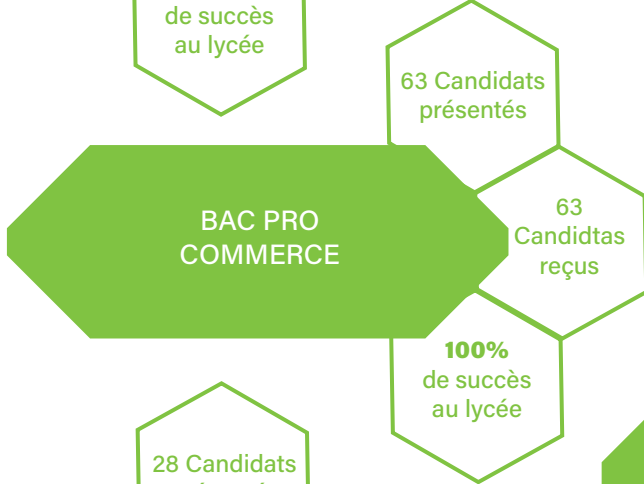 de succès
au lycée
63 Candidats
présentés
BAC PRO
COMMERCE
63
Candidtas
reçus
100%
de succès
au lycée
28 Candidats